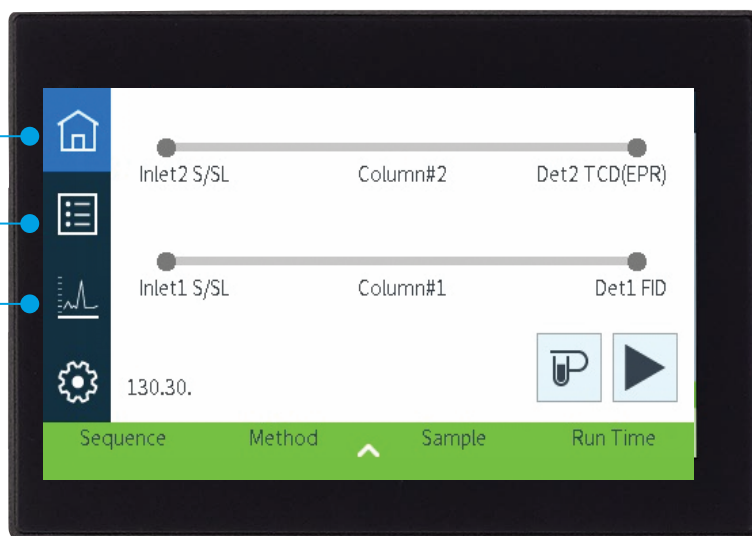 Inlet2 S/SL Column#2 Det2 TCD(EPR)
Inlet1 S/SL Column#1 Det1 FID
130.30.
Sequence Method Sample Run Time